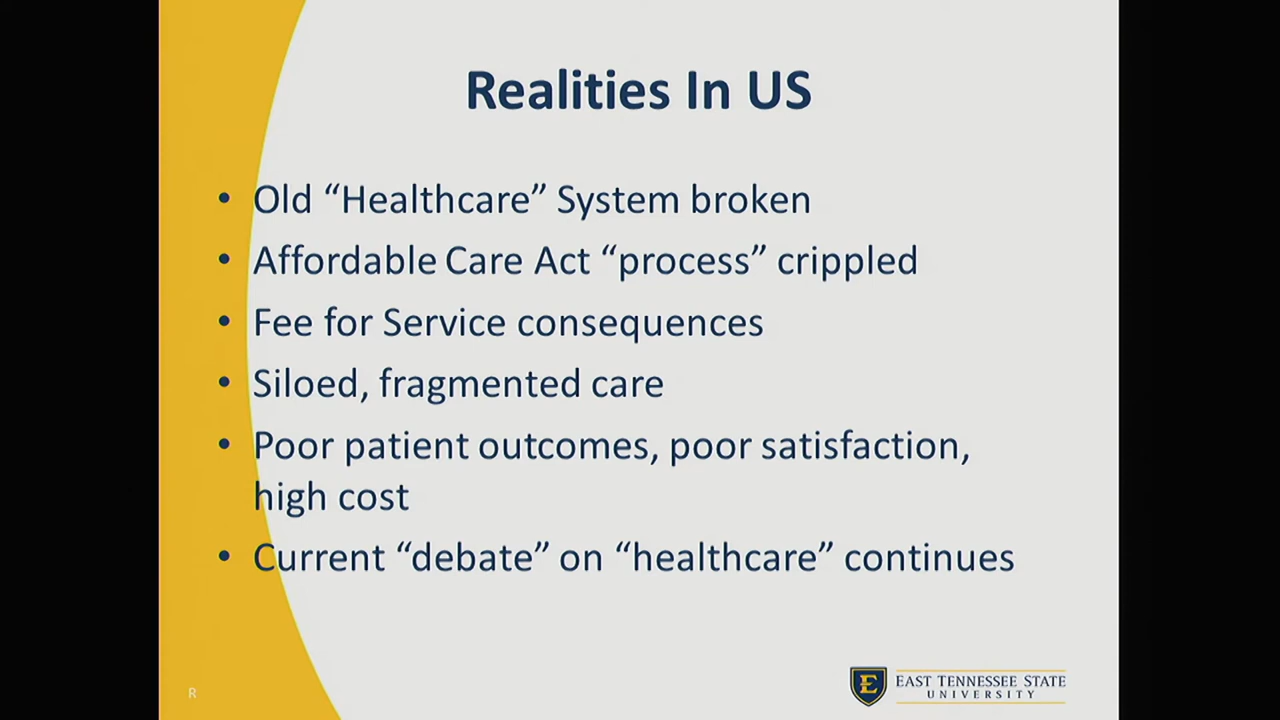 Realities In US
• Old “Healthcare” System broken
• Affordable Care Act “process” crippled
• Fee for Service consequences
• Siloed, fragmented care
• Poor patient outcomes, poor satisfaction,
high cost
• Current “debate” on “healthcare” continues
R
EAST TENNESSEE STATE
UNIVERSITY